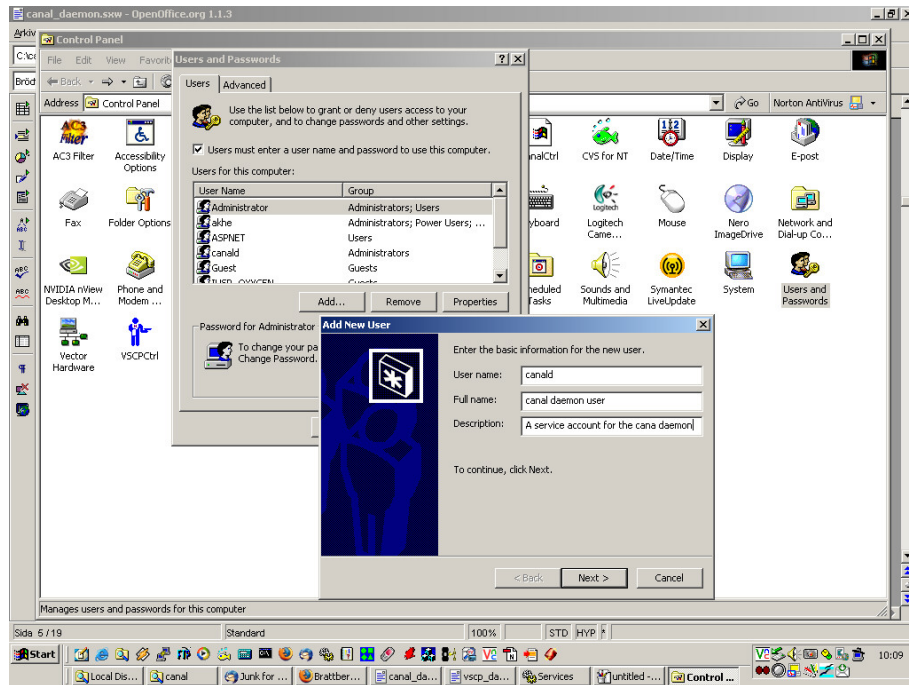 canal_daemon.sxw - OpenOffice.org 1.1.3
Arkiv
Control Panel
File Edit View Favorit
Back
Address Control Panel
Go Norton AntiVirus
Users and Passwords
Users Advanced
Use the list below to grant or deny users access to your
computer, and to change passwords and other settings.
Users must enter a user name and password to use this computer.
Users for this computer:
User Name Group
Administrator Administrators; Users
akhe Administrators; Power Users; ...
ASPNET Users
canald Administrators
Guest Guests
IUSR_OXYGEN Guests
Add... Remove Properties
Password for Administrator
To change your pa
Change Password.
AC3 Filter
Accessibility
Options
nalCtrl
CVS for NT
Date/Time
Display
E-post
Fax
Folder Options
yboard
Logitech
Came...
Mouse
Nero
ImageDrive
Network and
Dial-up Co...
NVIDIA nView
Desktop M...
Phone and
Modem ...
heduled
Tasks
Sounds and
Multimedia
Symantec
LiveUpdate
System
Users and
Passwords
Vector
Hardware
VSCPCtrl
Add New User
Enter the basic information for the new user.
User name: canald
Full name: canal daemon user
Description: A service account for the cana daemon
To continue, click Next.
< Back Next > Cancel
Manages users and passwords for this computer
Sida 6 / 19 Standard 100% STD HYP *
Start
10:09
Local Dis... canal Junk for ... Brattber... canal_da... vscp_da... Services untitled -... Control ...